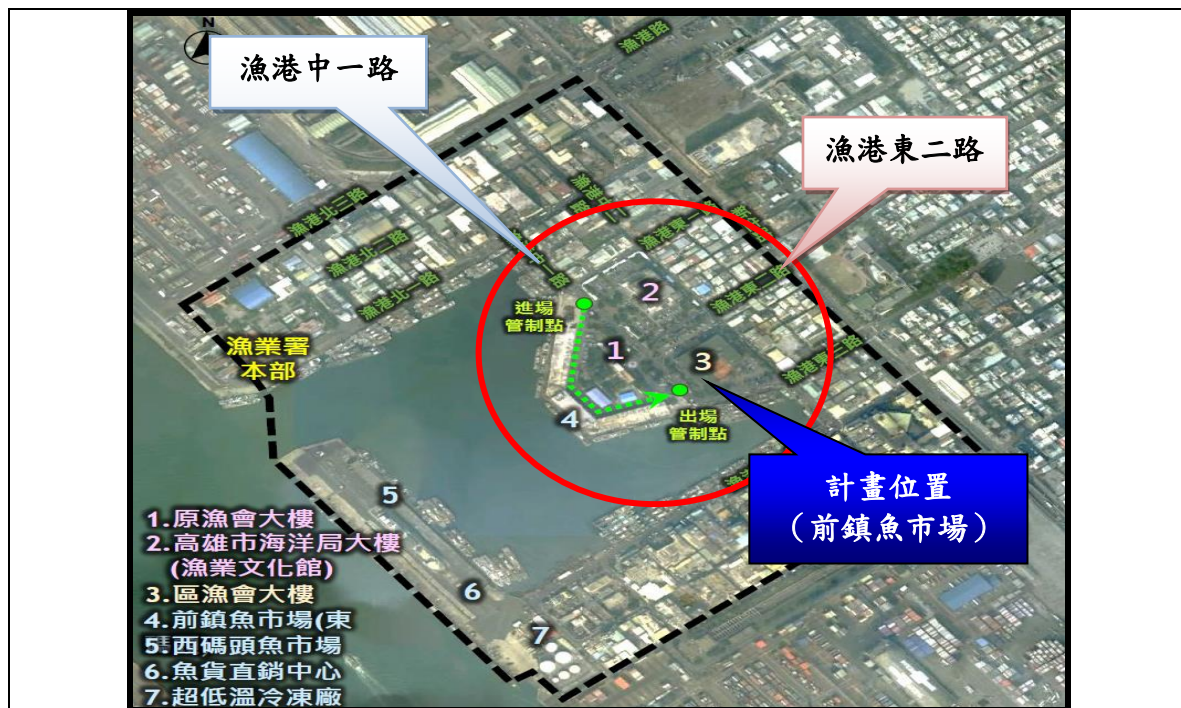 N
漁港路
漁港中一路
漁港東二路
漁港北三路
漁港中二
路
漁港北二路
漁港東一路
漁港北一路
漁港東二路
路
進場
管制點
2
漁業署
本部
1
3
漁港東三路
4
出場
管制點
計畫位置
（前鎮魚市場）
5
6
7
1.原漁會大樓
2.高雄市海洋局大樓
(漁業文化館)
3.區漁會大樓
4.前鎮魚市場(東
5.西碼頭魚市場
6.魚貨直銷中心
7.超低溫冷凍廠